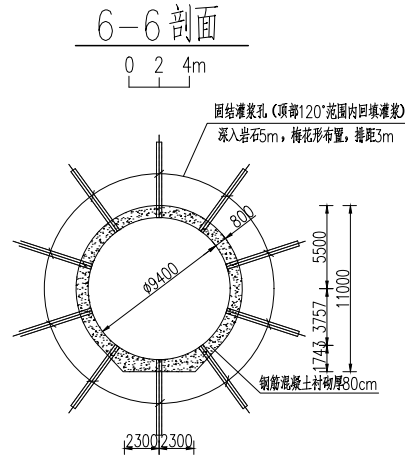 6-6剖面
0 2 4m
固结灌浆孔(顶部120°范围内回填灌浆)
深入岩石5m，梅花形布置，排距3m
800
ø9400
5500
11000
3757
1743
钢筋混凝土衬砌厚80cm
2300 2300